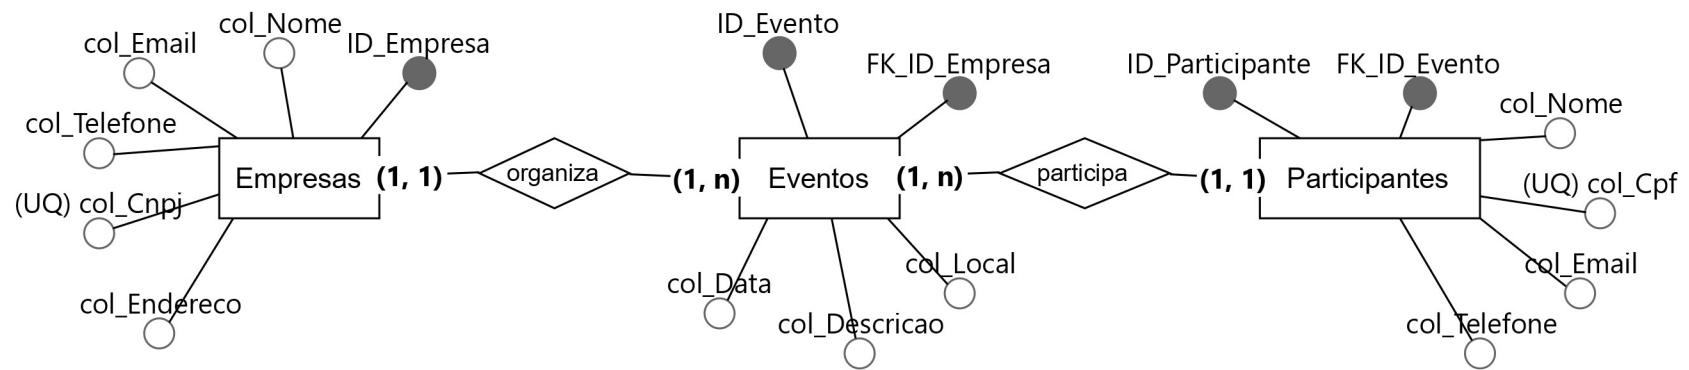 col_Nome
col_Email
ID_Empresa
col_Telefone
(UQ) col_Cnpj
col_Endereco
Empresas
(1, 1)
organiza
(1, n)
ID_Evento
FK_ID_Empresa
Eventos
col_Data
col_Descricao
col_Local
(1, n)
participa
(1, 1)
ID_Participante
FK_ID_Evento
col_Nome
Participantes
(UQ) col_Cpf
col_Email
col_Telefone